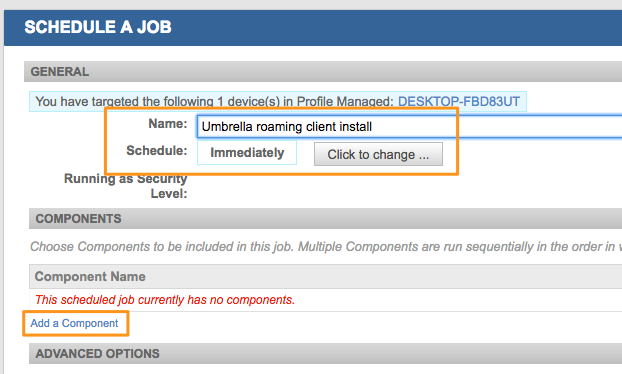 SCHEDULE A JOB
GENERAL
You have targeted the following 1 device(s) in Profile Managed: DESKTOP-FBD83UT
Name: Umbrella roaming client install
Schedule: Immediately Click to change ...
Running as Security
Level:
COMPONENTS
Choose Components to be included in this job. Multiple Components are run sequentially in the order in
Component Name
This scheduled job currently has no components.
Add a Component
ADVANCED OPTIONS